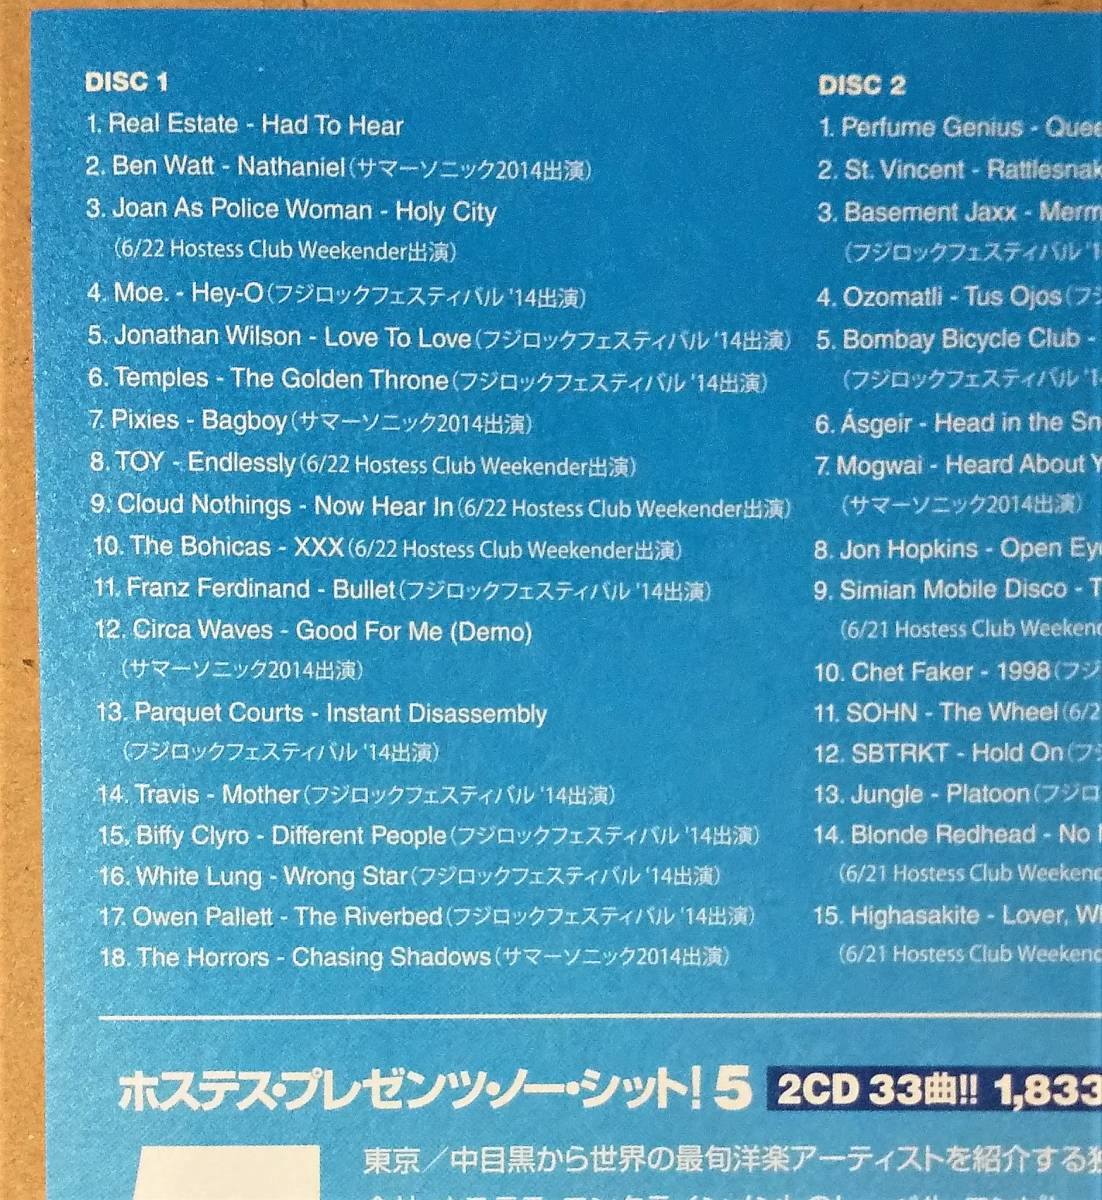 DISC 1
1. Real Estate - Had To Hear
2. Ben Watt - Nathaniel(サマーソニック2014出演)
3. Joan As Police Woman - Holy City
(6/22 Hostess Club Weekender出演)
4. Moe. - Hey-O(フジロックフェスティバル '14出演)
5. Jonathan Wilson - Love To Love(フジロックフェスティバル '14出演)
6. Temples - The Golden Throne(フジロックフェスティバル '14出演)
7. Pixies - Bagboy(サマーソニック2014出演)
8. TOY - Endlessly(6/22 Hostess Club Weekender出演)
9. Cloud Nothings - Now Hear In(6/22 Hostess Club Weekender出演)
10. The Bohicas - XXX(6/22 Hostess Club Weekender出演)
11. Franz Ferdinand - Bullet(フジロックフェスティバル '14出演)
12. Circa Waves - Good For Me (Demo)
(サマーソニック2014出演)
13. Parquet Courts - Instant Disassembly
(フジロックフェスティバル '14出演)
14. Travis - Mother(フジロックフェスティバル '14出演)
15. Biffy Clyro - Different People(フジロックフェスティバル '14出演)
16. White Lung - Wrong Star(フジロックフェスティバル '14出演)
17. Owen Pallett - The Riverbed(フジロックフェスティバル '14出演)
18. The Horrors - Chasing Shadows(サマーソニック2014出演)
DISC 2
1. Perfume Genius - Quee
2. St. Vincent - Rattlesnak
3. Basement Jaxx - Merm
(フジロックフェスティバル '1
4. Ozomatli - Tus Ojos(フジ
5. Bombay Bicycle Club -
(フジロックフェスティバル '1
6. Ásgeir - Head in the Sn
7. Mogwai - Heard About Y
(サマーソニック2014出演)
8. Jon Hopkins - Open Eye
9. Simian Mobile Disco - T
(6/21 Hostess Club Weekend
10. Chet Faker - 1998(フジ
11. SOHN - The Wheel(6/2
12. SBTRKT - Hold On(フジ
13. Jungle - Platoon(フジロ
14. Blonde Redhead - No
(6/21 Hostess Club Weekend
15. Highasakite - Lover, Wh
(6/21 Hostess Club Weekend
ホステス・プレゼンツ・ノー・シット! 5 2CD 33曲!! 1,833
東京／中目黒から世界の最旬洋楽アーティストを紹介する独